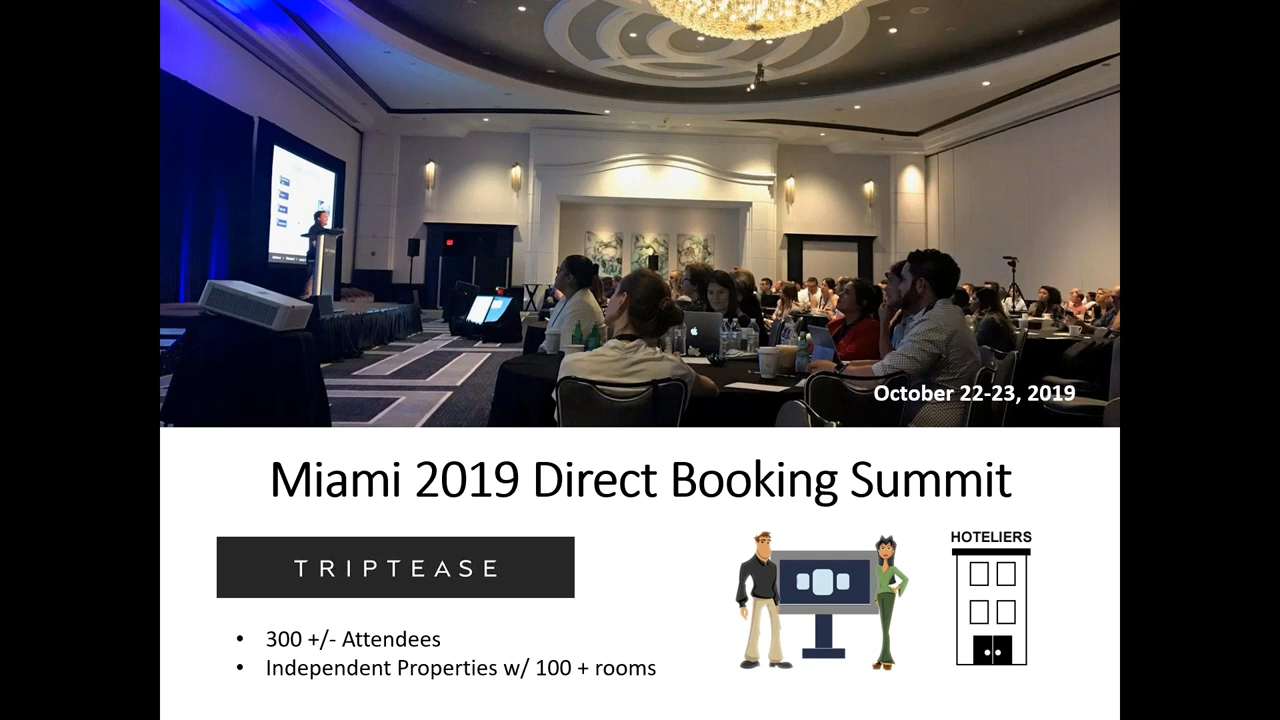 October 22-23, 2019
Miami 2019 Direct Booking Summit
TRIPTEASE
HOTELIERS
• 300 +/- Attendees
• Independent Properties w/ 100 + rooms